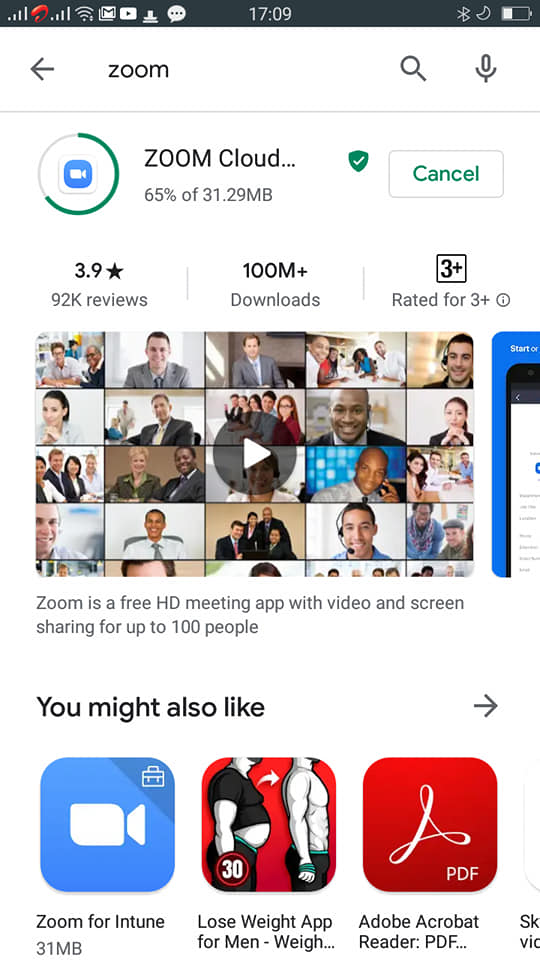 17:09
zoom
ZOOM Cloud...
65% of 31.29MB
Cancel
3.9★
92K reviews
100M+
Downloads
3+
Rated for 3+
Start or
Zoom is a free HD meeting app with video and screen
sharing for up to 100 people
You might also like
30
PDF
Zoom for Intune
31MB
Lose Weight App
for Men - Weigh...
Adobe Acrobat
Reader: PDF...
Sk
vid